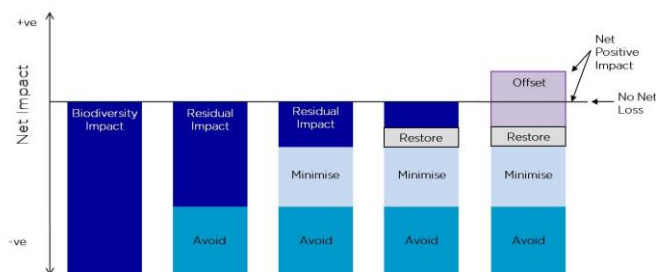 +ve
Net Impact
-ve
Biodiversity
Impact
Residual
Impact
Avoid
Residual
Impact
Minimise
Avoid
Restore
Minimise
Avoid
Offset
Restore
Minimise
Avoid
Net
Positive
Impact
No Net
Loss